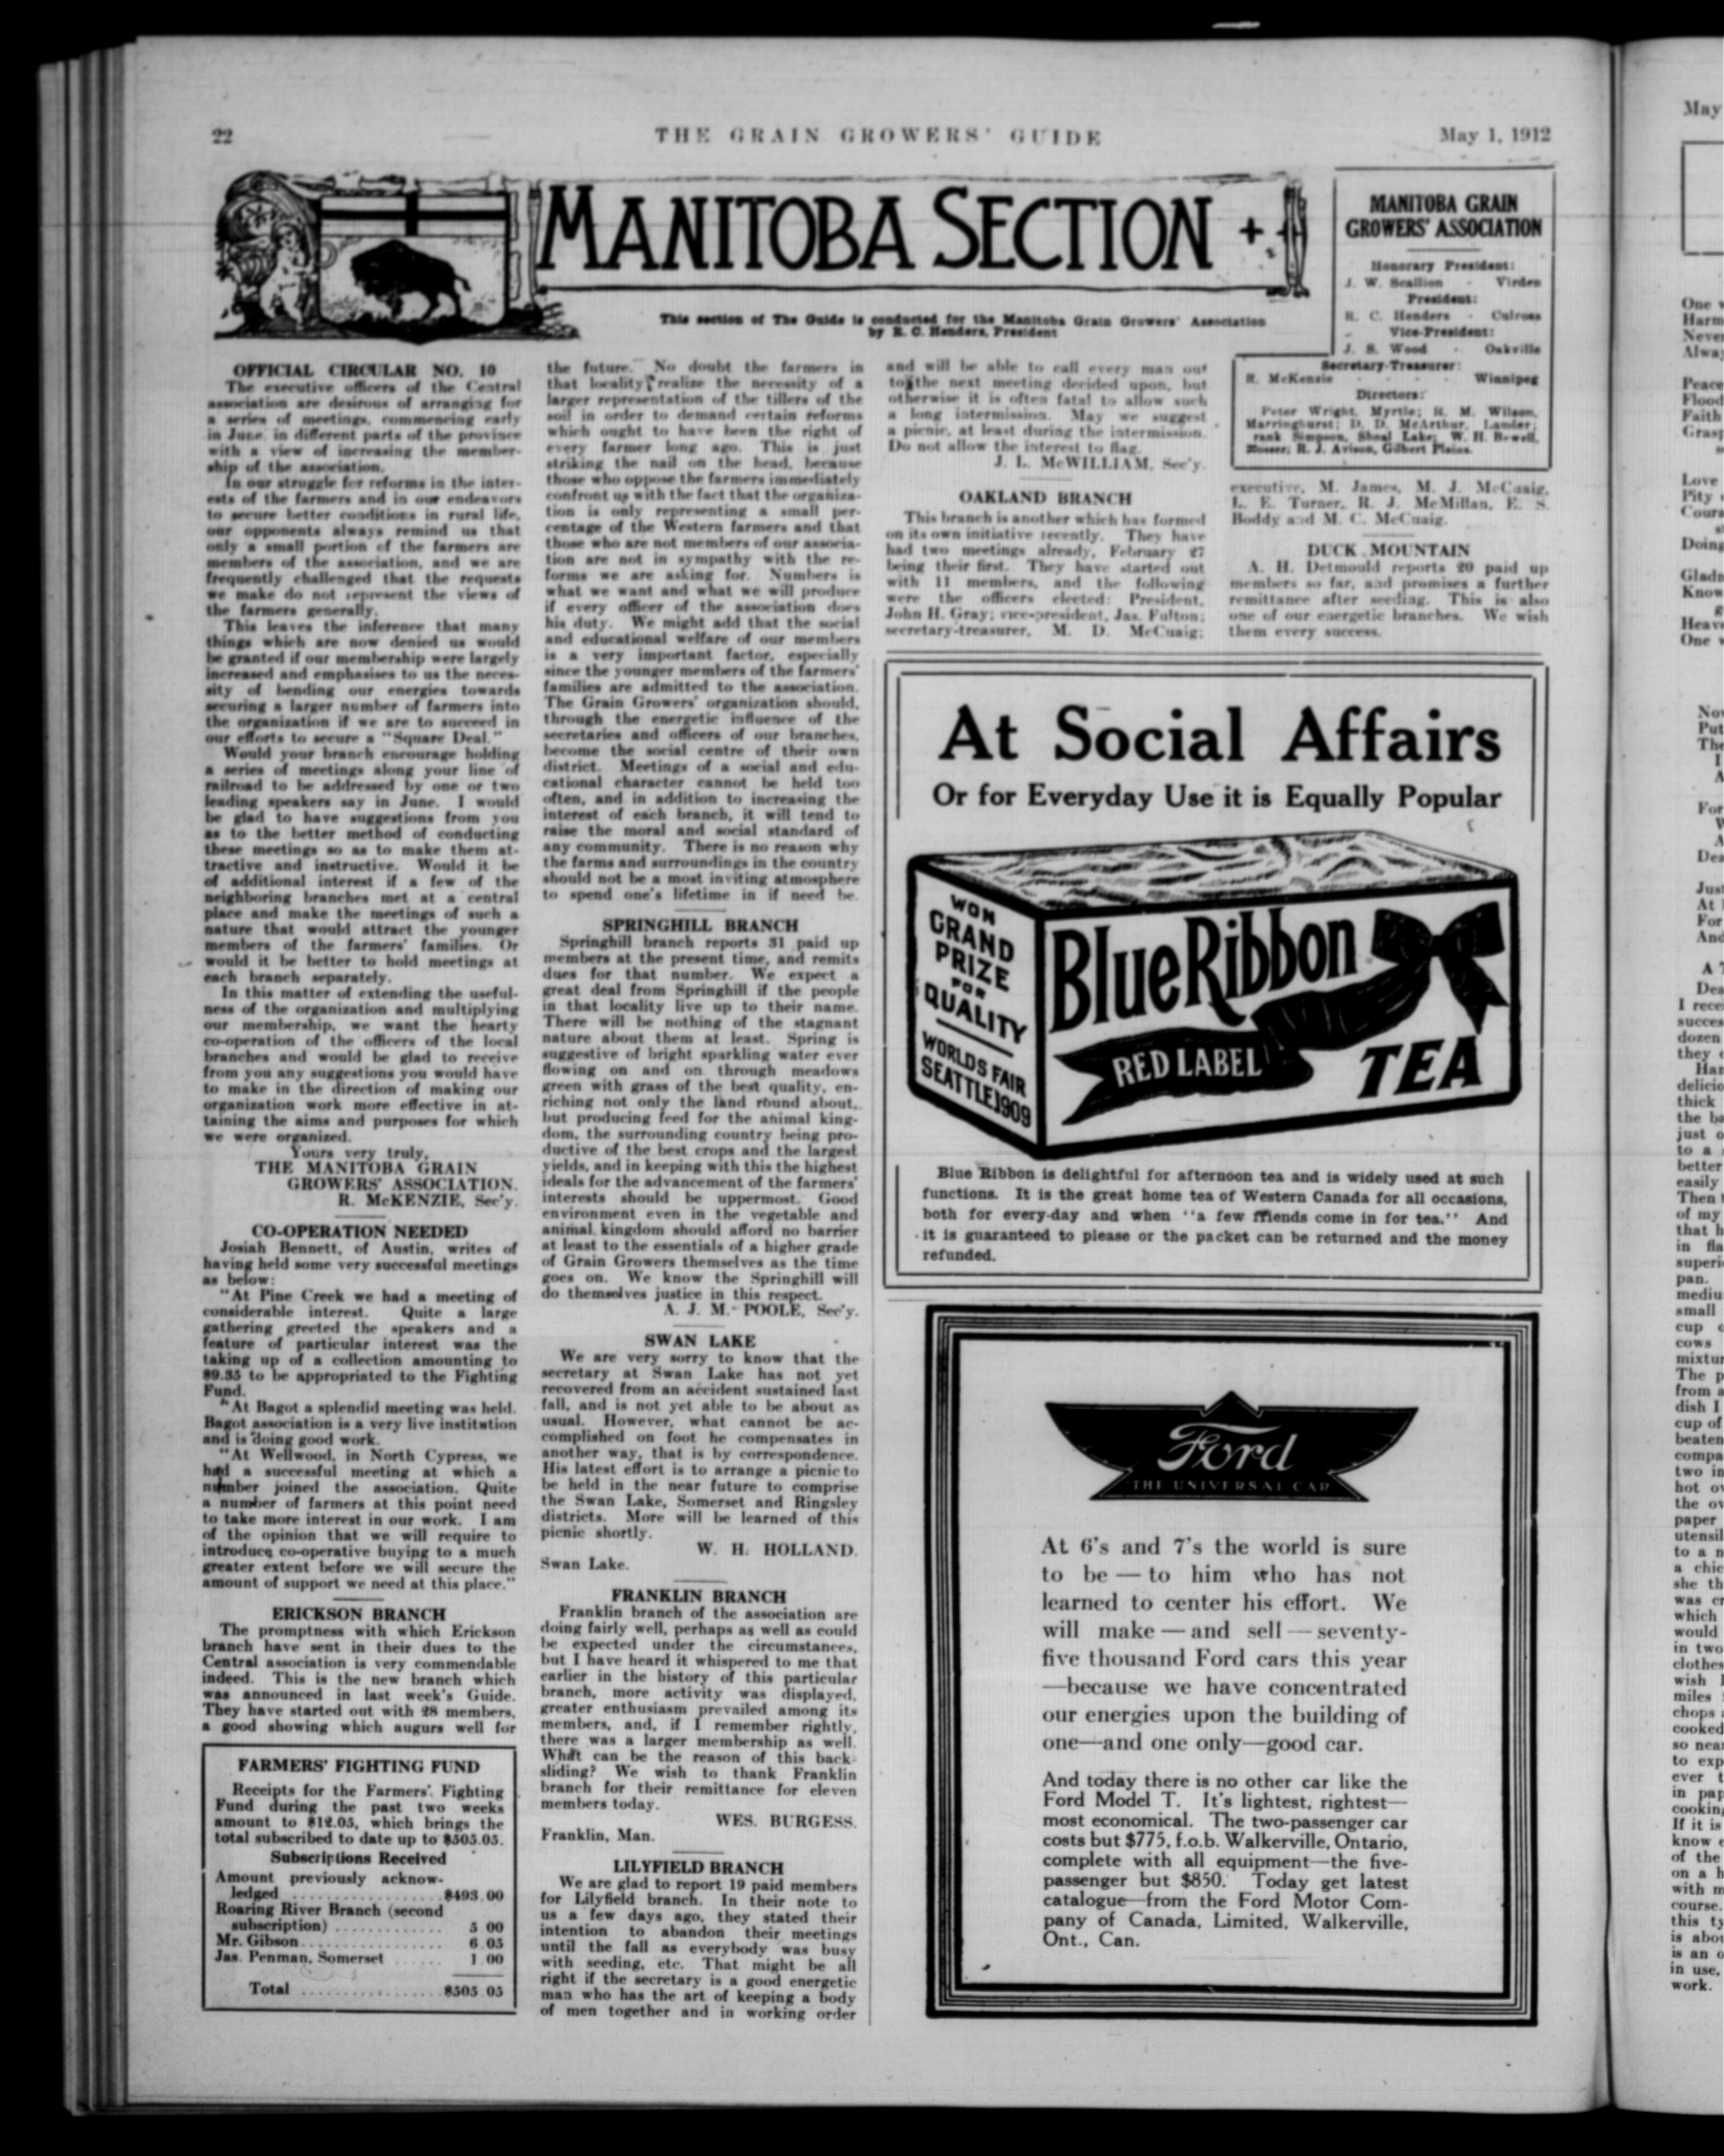 22
THE GRAIN GROWERS' GUIDE
May 1, 1912
MANITOBA SECTION
This section of The Guide is conducted for the Manitoba Grain Growers' Association
by R. C. Henders, President
MANITOBA GRAIN
GROWERS' ASSOCIATION
Honorary President:
J. W. Scallion - Virden
President:
R. C. Henders - Culross
Vice-President:
J. S. Wood - Oakville
Secretary-Treasurer:
R. McKenzie - - - - Winnipeg
Directors:
Peter Wright, Myrtle; R. M. Wilson,
Marringhurst; D. D. McArthur, Lauder;
rank Simpson, Shoal Lake; W. H. Bewell,
Rosser; R. J. Avison, Gilbert Plains.
OFFICIAL CIRCULAR NO. 10
The executive officers of the Central
association are desirous of arranging for
a series of meetings, commencing early
in June, in different parts of the province
with a view of increasing the member-
ship of the association.
In our struggle for reforms in the inter-
ests of the farmers and in our endeavors
to secure better conditions in rural life,
our opponents always remind us that
only a small portion of the farmers are
members of the association, and we are
frequently challenged that the requests
we make do not represent the views of
the farmers generally.
This leaves the inference that many
things which are now denied us would
be granted if our membership were largely
increased and emphasises to us the neces-
sity of bending our energies towards
securing a larger number of farmers into
the organization if we are to succeed in
our efforts to secure a "Square Deal."
Would your branch encourage holding
a series of meetings along your line of
railroad to be addressed by one or two
leading speakers say in June. I would
be glad to have suggestions from you
as to the better method of conducting
these meetings so as to make them at-
tractive and instructive. Would it be
of additional interest if a few of the
neighboring branches met at a central
place and make the meetings of such a
nature that would attract the younger
members of the farmers' families. Or
would it be better to hold meetings at
each branch separately.
In this matter of extending the useful-
ness of the organization and multiplying
our membership, we want the hearty
co-operation of the officers of the local
branches and would be glad to receive
from you any suggestions you would have
to make in the direction of making our
organization work more effective in at-
taining the aims and purposes for which
we were organized.
Yours very truly,
THE MANITOBA GRAIN
GROWERS' ASSOCIATION.
R. McKENZIE, Sec'y.
CO-OPERATION NEEDED
Josiah Bennett, of Austin, writes of
having held some very successful meetings
as below:
"At Pine Creek we had a meeting of
considerable interest. Quite a large
gathering greeted the speakers and a
feature of particular interest was the
taking up of a collection amounting to
$9.35 to be appropriated to the Fighting
Fund.
"At Bagot a splendid meeting was held.
Bagot association is a very live institution
and is doing good work.
"At Wellwood, in North Cypress, we
had a successful meeting at which a
number joined the association. Quite
a number of farmers at this point need
to take more interest in our work. I am
of the opinion that we will require to
introduce co-operative buying to a much
greater extent before we will secure the
amount of support we need at this place."
ERICKSON BRANCH
The promptness with which Erickson
branch have sent in their dues to the
Central association is very commendable
indeed. This is the new branch which
was announced in last week's Guide.
They have started out with 28 members,
a good showing which augurs well for
FARMERS' FIGHTING FUND
Receipts for the Farmers' Fighting
Fund during the past two weeks
amount to $12.05, which brings the
total subscribed to date up to $505.05.
Subscriptions Received
Amount previously acknow-
ledged .................$493.00
Roaring River Branch (second
subscription) ............. 5 00
Mr. Gibson................. 6.05
Jas. Penman, Somerset ...... 1.00
Total .................$505 05
the future. No doubt the farmers in
that locality realize the necessity of a
larger representation of the tillers of the
soil in order to demand certain reforms
which ought to have been the right of
every farmer long ago. This is just
striking the nail on the head, because
those who oppose the farmers immediately
confront us with the fact that the organiza-
tion is only representing a small per-
centage of the Western farmers and that
those who are not members of our associa-
tion are not in sympathy with the re-
forms we are asking for. Numbers is
what we want and what we will produce
if every officer of the association does
his duty. We might add that the social
and educational welfare of our members
is a very important factor, especially
since the younger members of the farmers'
families are admitted to the association.
The Grain Growers' organization should,
through the energetic influence of the
secretaries and officers of our branches,
become the social centre of their own
district. Meetings of a social and edu-
cational character cannot be held too
often, and in addition to increasing the
interest of each branch, it will tend to
raise the moral and social standard of
any community. There is no reason why
the farms and surroundings in the country
should not be a most inviting atmosphere
to spend one's lifetime in if need be.
SPRINGHILL BRANCH
Springhill branch reports 31 paid up
members at the present time, and remits
dues for that number. We expect a
great deal from Springhill if the people
in that locality live up to their name.
There will be nothing of the stagnant
nature about them at least. Spring is
suggestive of bright sparkling water ever
flowing on and on through meadows
green with grass of the best quality, en-
riching not only the land round about,
but producing feed for the animal king-
dom, the surrounding country being pro-
ductive of the best crops and the largest
yields, and in keeping with this the highest
ideals for the advancement of the farmers'
interests should be uppermost. Good
environment even in the vegetable and
animal kingdom should afford no barrier
at least to the essentials of a higher grade
of Grain Growers themselves as the time
goes on. We know the Springhill will
do themselves justice in this respect.
A. J. M. POOLE, Sec'y.
SWAN LAKE
We are very sorry to know that the
secretary at Swan Lake has not yet
recovered from an accident sustained last
fall, and is not yet able to be about as
usual. However, what cannot be ac-
complished on foot he compensates in
another way, that is by correspondence.
His latest effort is to arrange a picnic to
be held in the near future to comprise
the Swan Lake, Somerset and Ringsley
districts. More will be learned of this
picnic shortly.
W. H. HOLLAND.
Swan Lake.
FRANKLIN BRANCH
Franklin branch of the association are
doing fairly well, perhaps as well as could
be expected under the circumstances,
but I have heard it whispered to me that
earlier in the history of this particular
branch, more activity was displayed,
greater enthusiasm prevailed among its
members, and, if I remember rightly,
there was a larger membership as well.
What can be the reason of this back-
sliding? We wish to thank Franklin
branch for their remittance for eleven
members today.
WES. BURGESS.
Franklin, Man.
LILYFIELD BRANCH
We are glad to report 19 paid members
for Lilyfield branch. In their note to
us a few days ago, they stated their
intention to abandon their meetings
until the fall as everybody was busy
with seeding, etc. That might be all
right if the secretary is a good energetic
man who has the art of keeping a body
of men together and in working order
and will be able to call every man out
to the next meeting decided upon, but
otherwise it is often fatal to allow such
a long intermission. May we suggest
a picnic, at least during the intermission.
Do not allow the interest to flag.
J. L. McWILLIAM, Sec'y.
OAKLAND BRANCH
This branch is another which has formed
on its own initiative recently. They have
had two meetings already, February 27
being their first. They have started out
with 11 members, and the following
were the officers elected: President,
John H. Gray; vice-president, Jas. Fulton;
secretary-treasurer, M. D. McCuaig;
executive, M. James, M. J. McCuaig,
L. E. Turner, R. J. McMillan, E. S.
Boddy and M. C. McCuaig.
DUCK MOUNTAIN
A. H. Detmould reports 20 paid up
members so far, and promises a further
remittance after seeding. This is also
one of our energetic branches. We wish
them every success.
At Social Affairs
Or for Everyday Use it is Equally Popular
WON
GRAND
PRIZE
FOR
QUALITY
WORLDS FAIR
SEATTLE 1909
Blue Ribbon
RED LABEL
TEA
Blue Ribbon is delightful for afternoon tea and is widely used at such
functions. It is the great home tea of Western Canada for all occasions,
both for every-day and when "a few friends come in for tea." And
it is guaranteed to please or the packet can be returned and the money
refunded.
Ford
THE UNIVERSAL CAR
At 6's and 7's the world is sure
to be — to him who has not
learned to center his effort. We
will make — and sell — seventy-
five thousand Ford cars this year
—because we have concentrated
our energies upon the building of
one—and one only—good car.
And today there is no other car like the
Ford Model T. It's lightest, rightest—
most economical. The two-passenger car
costs but $775, f.o.b. Walkerville, Ontario,
complete with all equipment—the five-
passenger but $850. Today get latest
catalogue—from the Ford Motor Com-
pany of Canada, Limited, Walkerville,
Ont., Can.
May